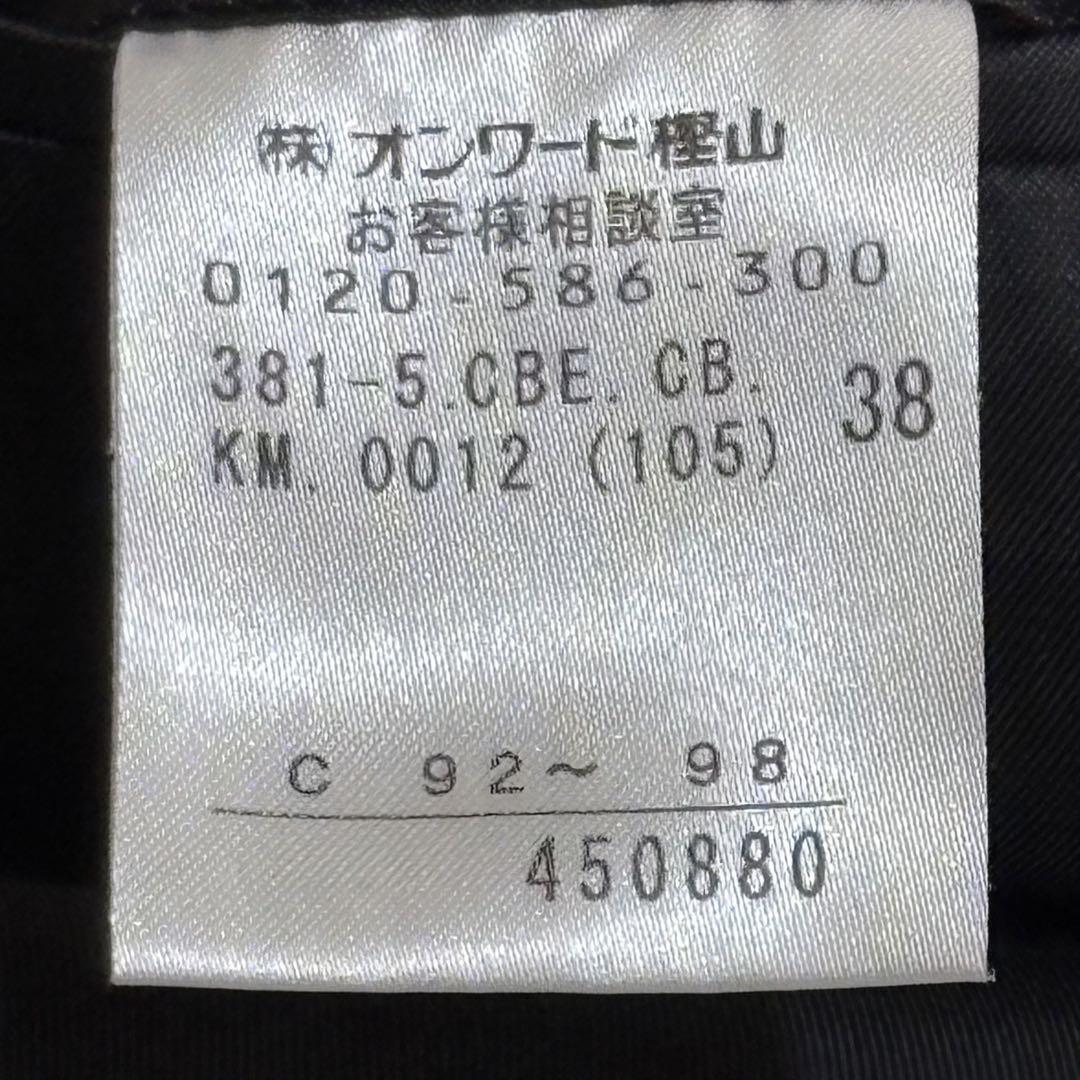 (株) オンワード樫山
お客様相談室
0120-586-300
381-5.CBE. CB.
KM. 0012 (105)
38
C 92～ 98
450880